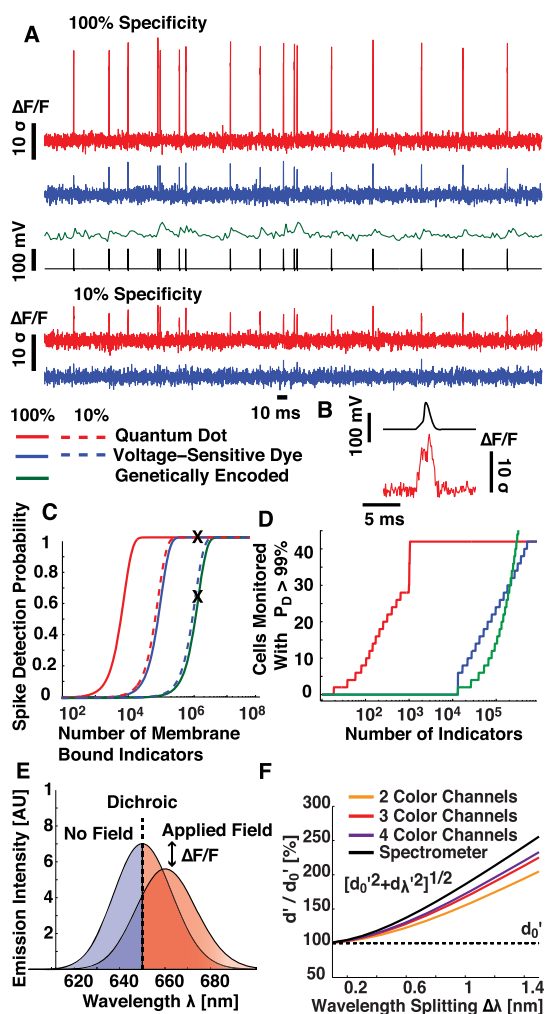 A
100% Specificity
ΔF/F
10 σ
100 mV
10% Specificity
ΔF/F
10 σ
10 ms
100% 10%
Quantum Dot
Voltage–Sensitive Dye
Genetically Encoded
B
100 mV
ΔF/F
10 σ
5 ms
C
Spike Detection Probability
1
0.8
0.6
0.4
0.2
0
X
X
10² 10⁴ 10⁶ 10⁸
Number of Membrane
Bound Indicators
D
Cells Monitored
With P_D > 99%
40
30
20
10
0
10² 10³ 10⁴ 10⁵
Number of Indicators
E
Emission Intensity [AU]
8
7
6
5
4
3
2
1
Dichroic
No Field
Applied Field
ΔF/F
620 640 660 680
Wavelength λ [nm]
F
2 Color Channels
3 Color Channels
4 Color Channels
Spectrometer
[d₀'²+d_λ'²]^1/2
d₀'
d' / d₀' [%]
300
250
200
150
100
50
0.2 0.6 1 1.4
Wavelength Splitting Δλ [nm]